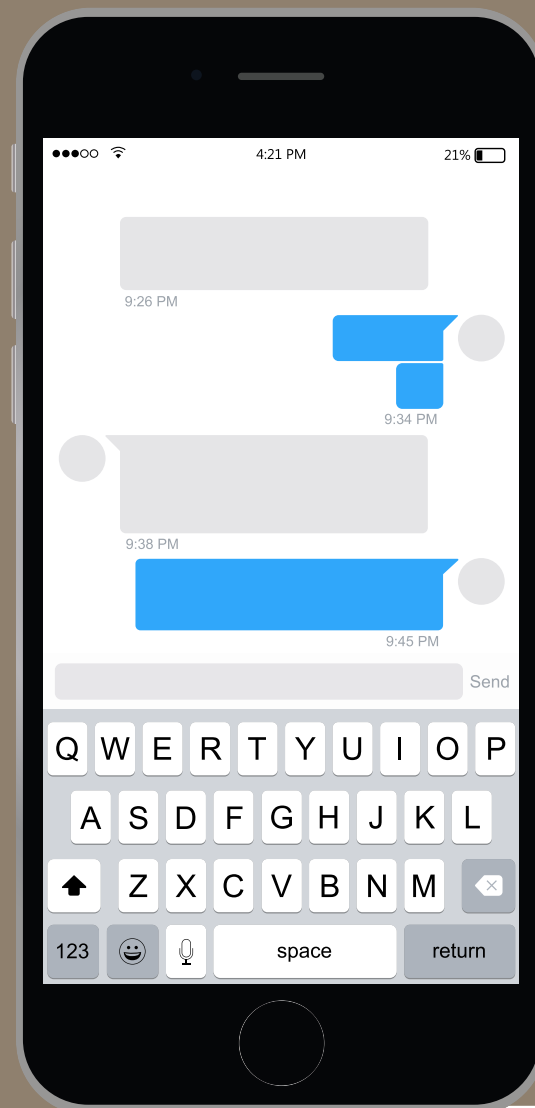 4:21 PM 21%
9:26 PM
9:34 PM
9:38 PM
9:45 PM
Send
Q W E R T Y U I O P
A S D F G H J K L
Z X C V B N M
123 space return